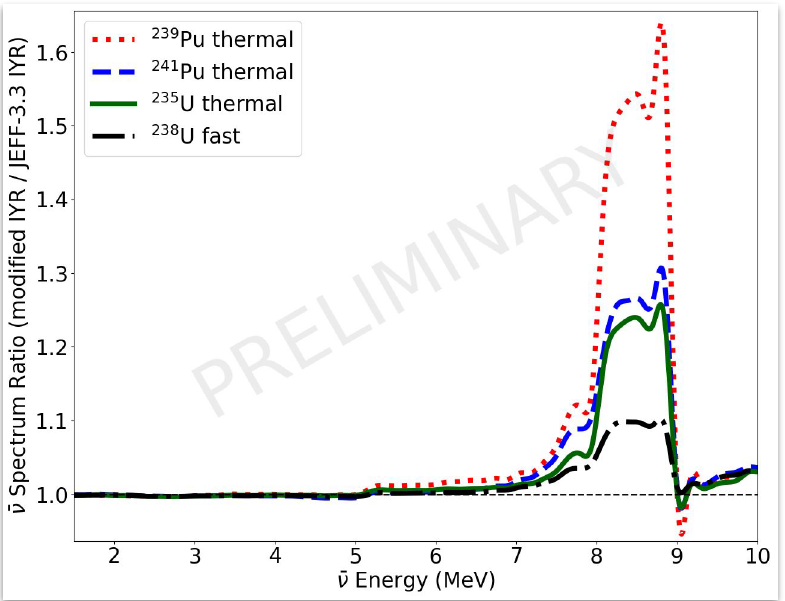 ν̄ Spectrum Ratio (modified IYR / JEFF-3.3 IYR)
²³⁹Pu thermal
²⁴¹Pu thermal
²³⁵U thermal
²³⁸U fast
1.6
1.5
1.4
1.3
1.2
1.1
1.0
PRELIMINARY
2 3 4 5 6 7 8 9 10
ν̄ Energy (MeV)